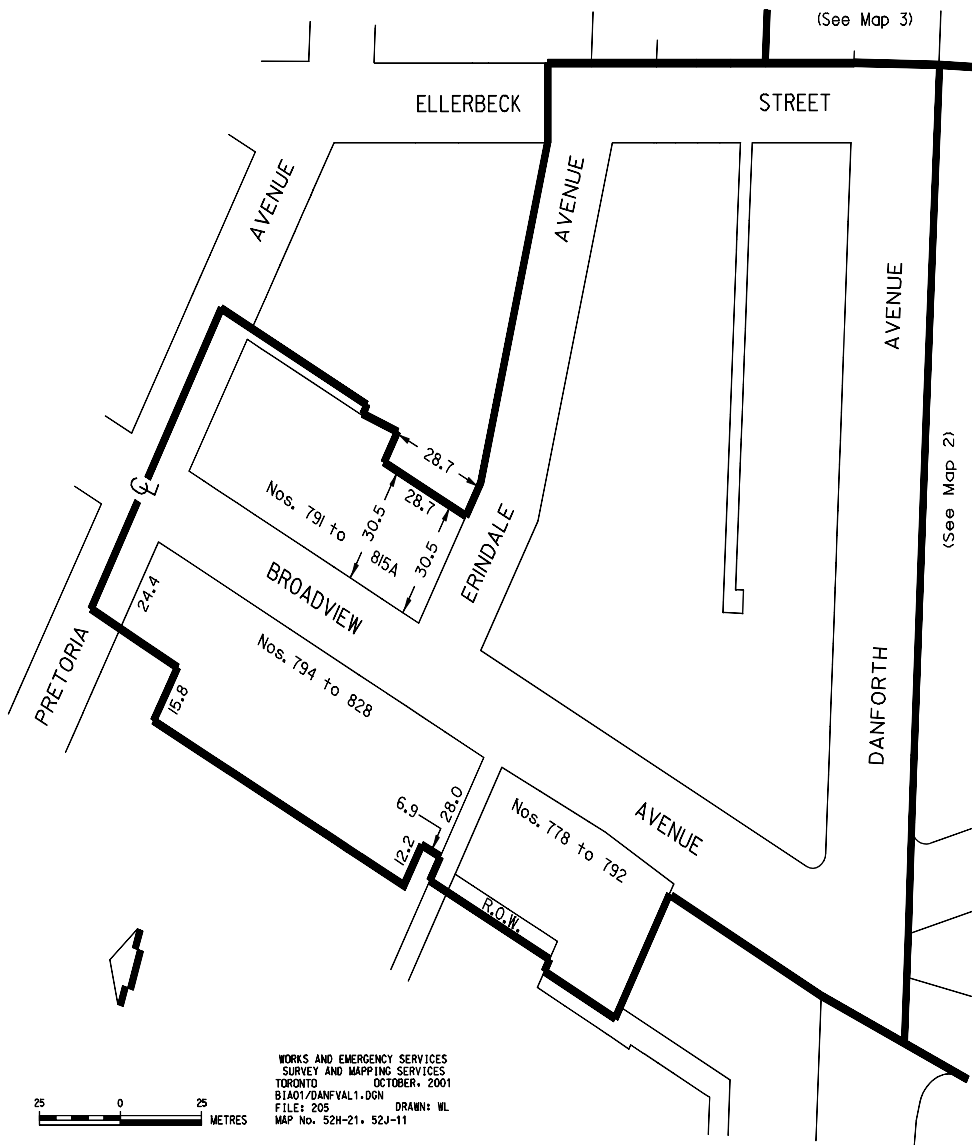 (See Map 3)
ELLERBECK STREET
AVENUE
AVENUE
AVENUE
(See Map 2)
28.7
28.7
Nos. 791 to
815A
30.5
30.5
ERINDALE
BROADVIEW
24.4
Nos. 794 to 828
PRETORIA
15.8
DANFORTH
6.9
28.0
12.2
AVENUE
Nos. 778 to 792
R.O.W.
WORKS AND EMERGENCY SERVICES
SURVEY AND MAPPING SERVICES
TORONTO OCTOBER, 2001
BIA01/DANFVAL1.DGN
FILE: 205 DRAWN: WL
MAP No. 52H-21, 52J-11
25 0 25
METRES